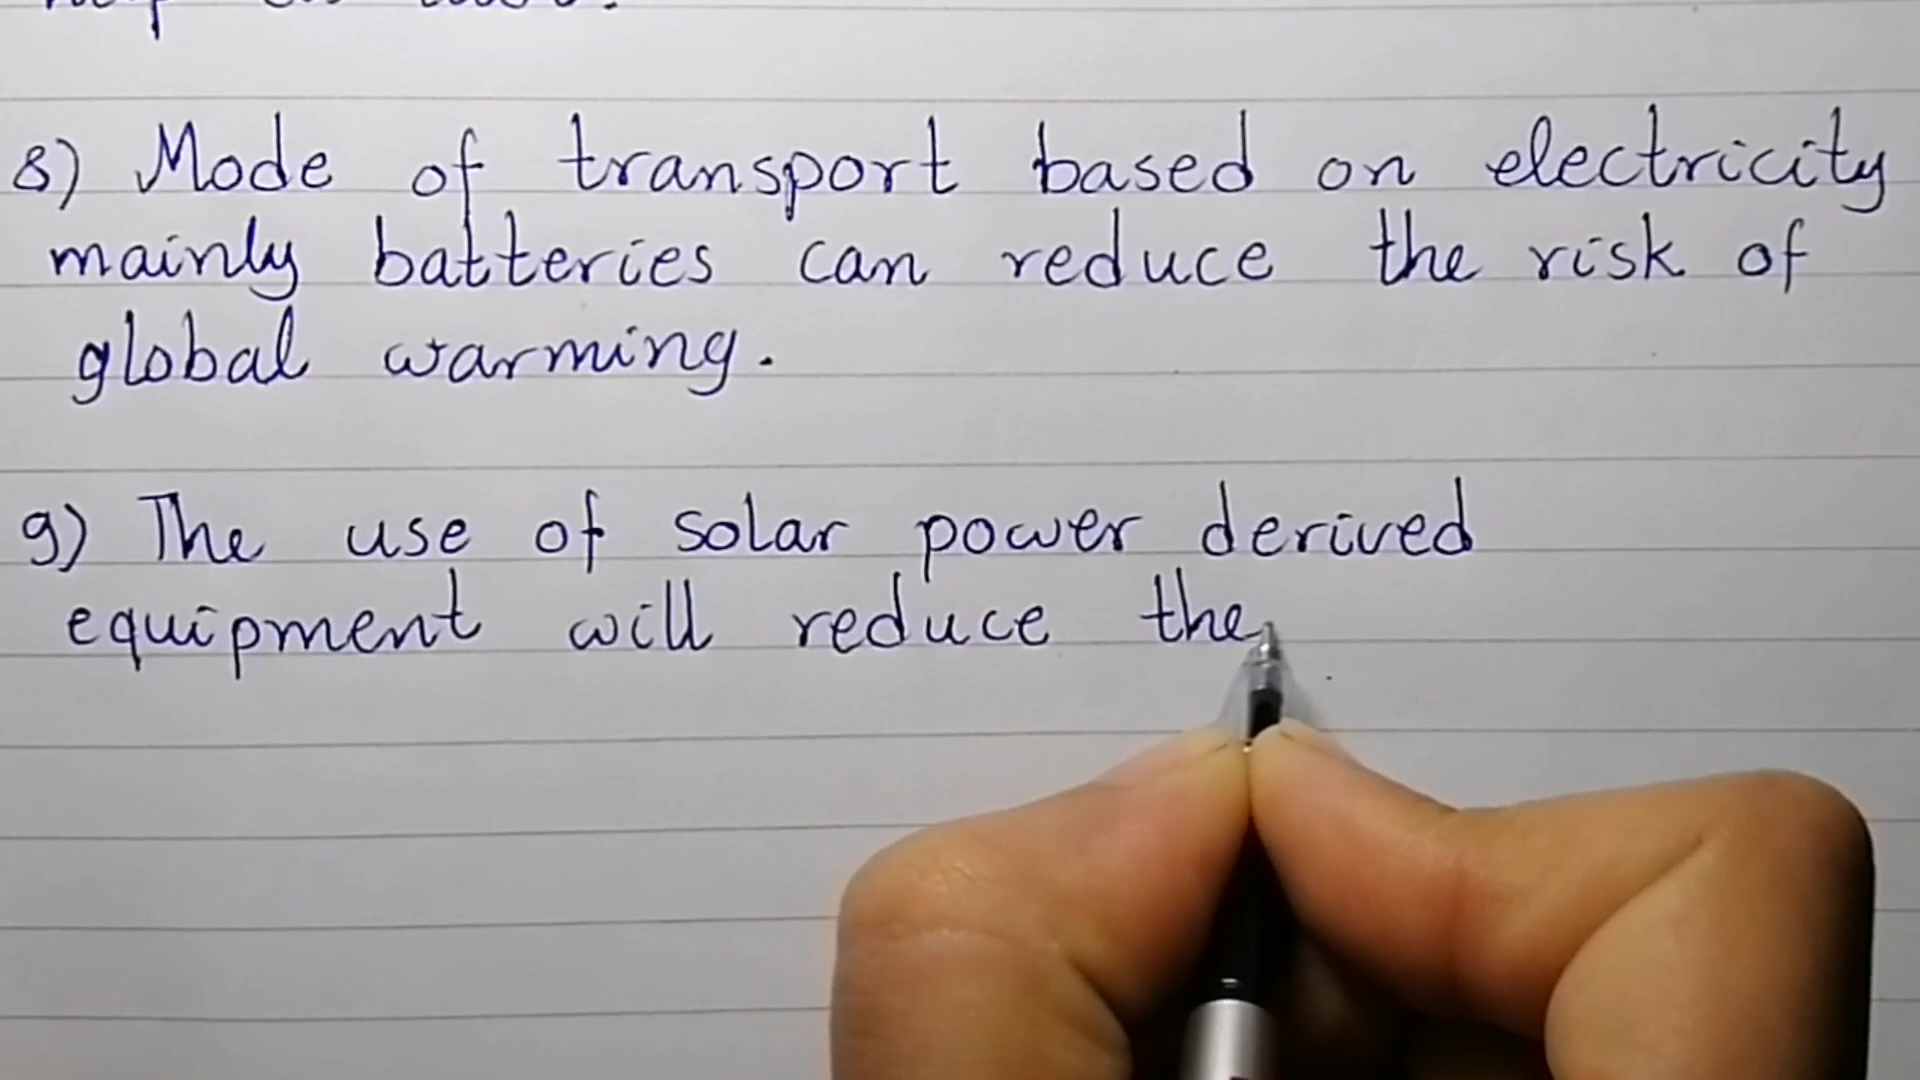 8) Mode of transport based on electricity
mainly batteries can reduce the risk of
global warming.
9) The use of solar power derived
equipment will reduce the